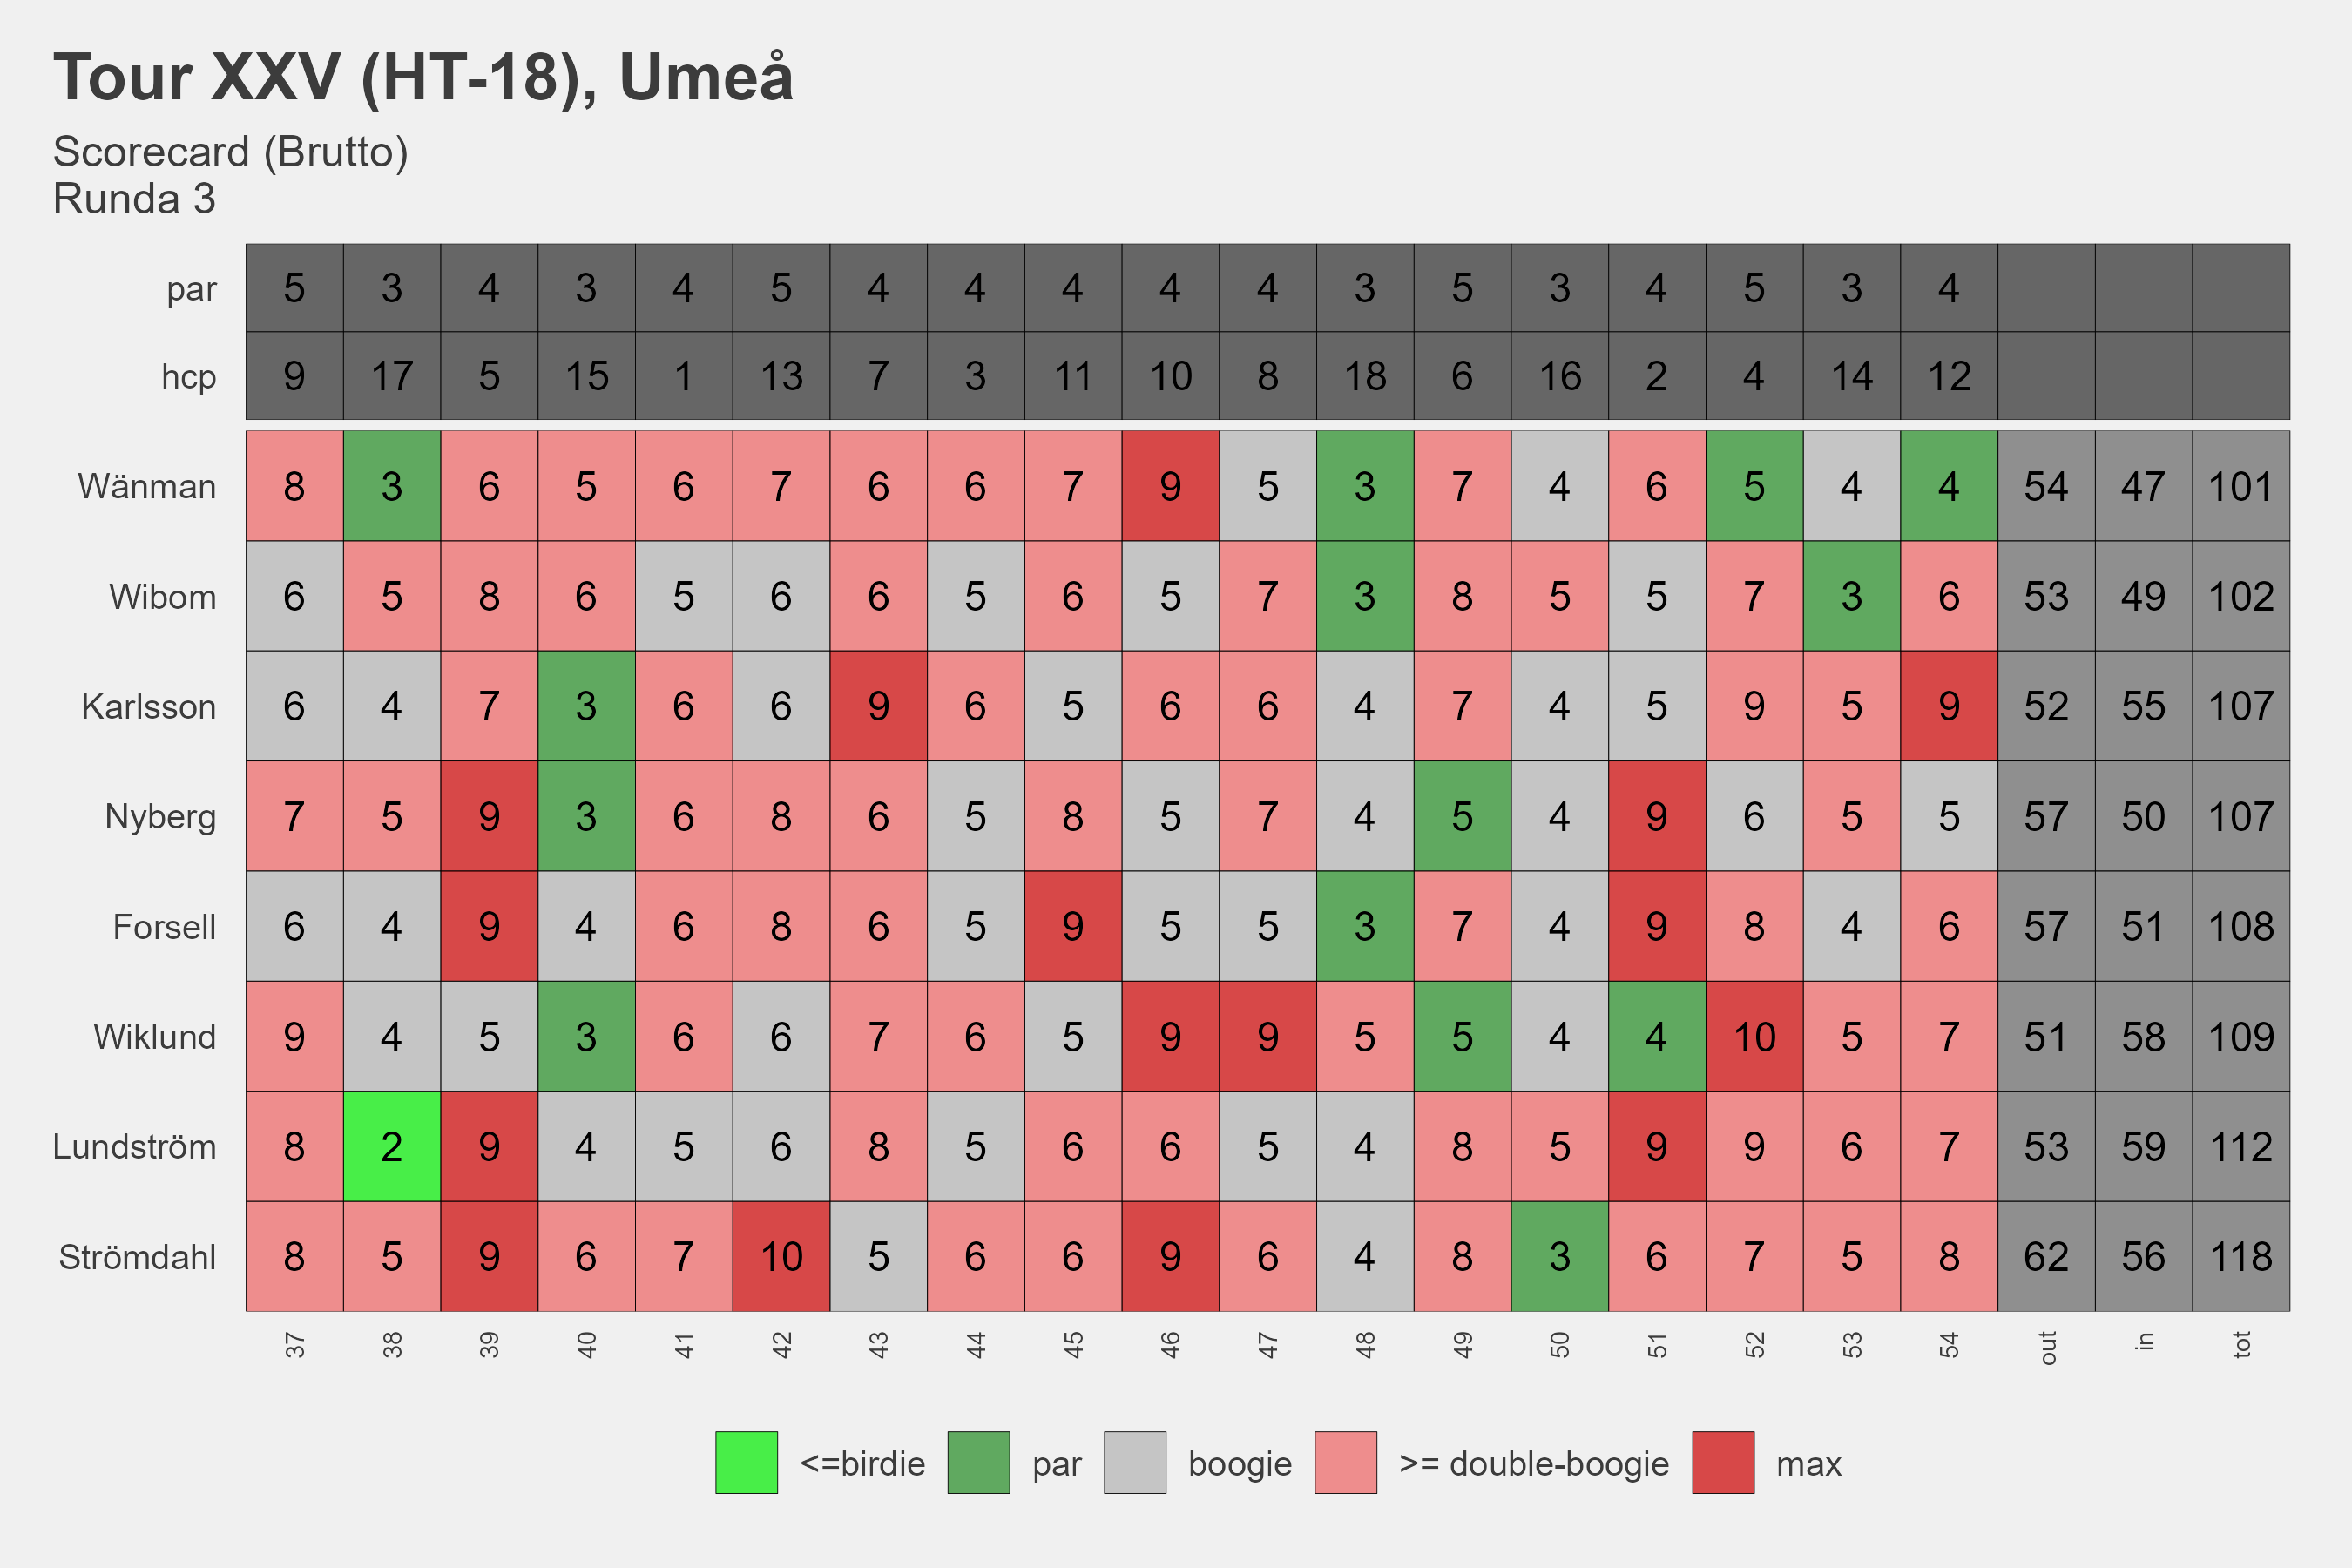 Tour XXV (HT-18), Umeå
Scorecard (Brutto)
Runda 3
par 5 3 4 3 4 5 4 4 4 4 4 3 5 3 4 5 3 4
hcp 9 17 5 15 1 13 7 3 11 10 8 18 6 16 2 4 14 12
Wänman 8 3 6 5 6 7 6 6 7 9 5 3 7 4 6 5 4 4 54 47 101
Wibom 6 5 8 6 5 6 6 5 6 5 7 3 8 5 5 7 3 6 53 49 102
Karlsson 6 4 7 3 6 6 9 6 5 6 6 4 7 4 5 9 5 9 52 55 107
Nyberg 7 5 9 3 6 8 6 5 8 5 7 4 5 4 9 6 5 5 57 50 107
Forsell 6 4 9 4 6 8 6 5 9 5 5 3 7 4 9 8 4 6 57 51 108
Wiklund 9 4 5 3 6 6 7 6 5 9 9 5 5 4 4 10 5 7 51 58 109
Lundström 8 2 9 4 5 6 8 5 6 6 5 4 8 5 9 9 6 7 53 59 112
Strömdahl 8 5 9 6 7 10 5 6 6 9 6 4 8 3 6 7 5 8 62 56 118
37 38 39 40 41 42 43 44 45 46 47 48 49 50 51 52 53 54 out in tot
<=birdie par boogie >= double-boogie max